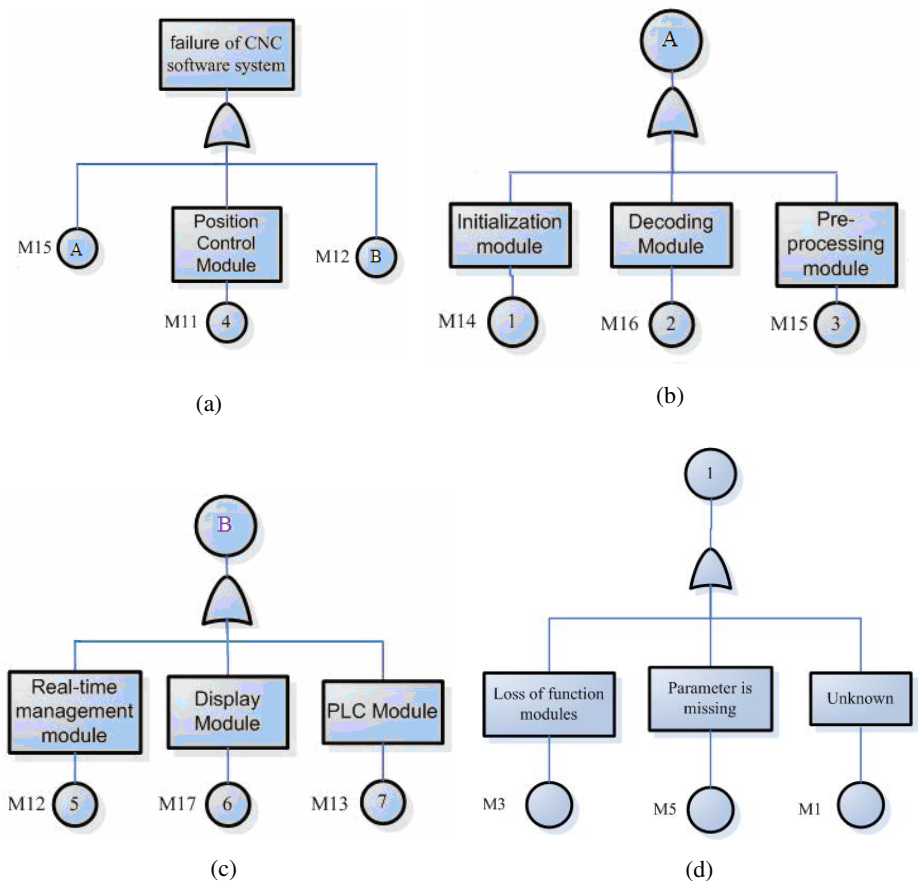 failure of CNC
software system
M15
A
Position
Control
Module
M12
B
M11
4
(a)
A
Initialization
module
Decoding
Module
Pre-
processing
module
M14
1
M16
2
M15
3
(b)
B
Real-time
management
module
Display
Module
PLC Module
M12
5
M17
6
M13
7
(c)
1
Loss of function
modules
Parameter is
missing
Unknown
M3
M5
M1
(d)